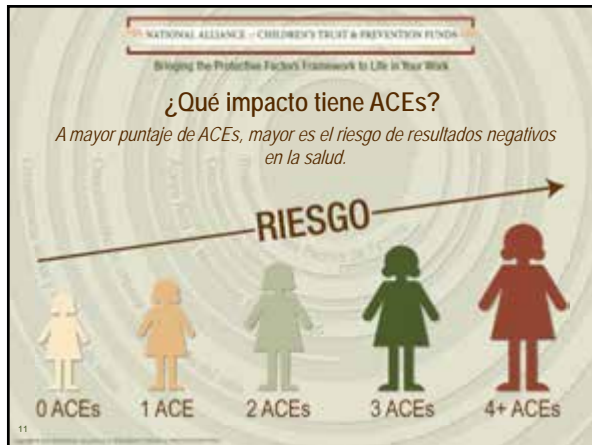 NATIONAL ALLIANCE of CHILDREN'S TRUST & PREVENTION FUNDS
Bringing the Protective Factors Framework to Life in Your Work
¿Qué impacto tiene ACEs?
A mayor puntaje de ACEs, mayor es el riesgo de resultados negativos
en la salud.
RIESGO
0 ACEs 1 ACE 2 ACEs 3 ACEs 4+ ACEs
11